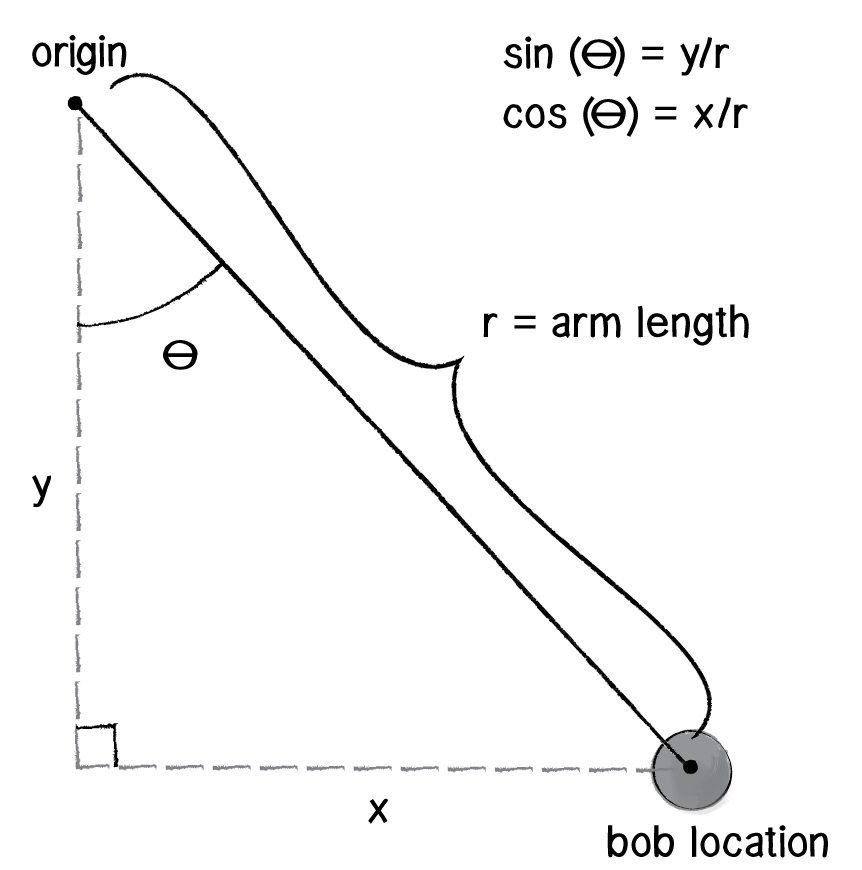 origin
sin (Θ) = y/r
cos (Θ) = x/r
r = arm length
Θ
y
x
bob location